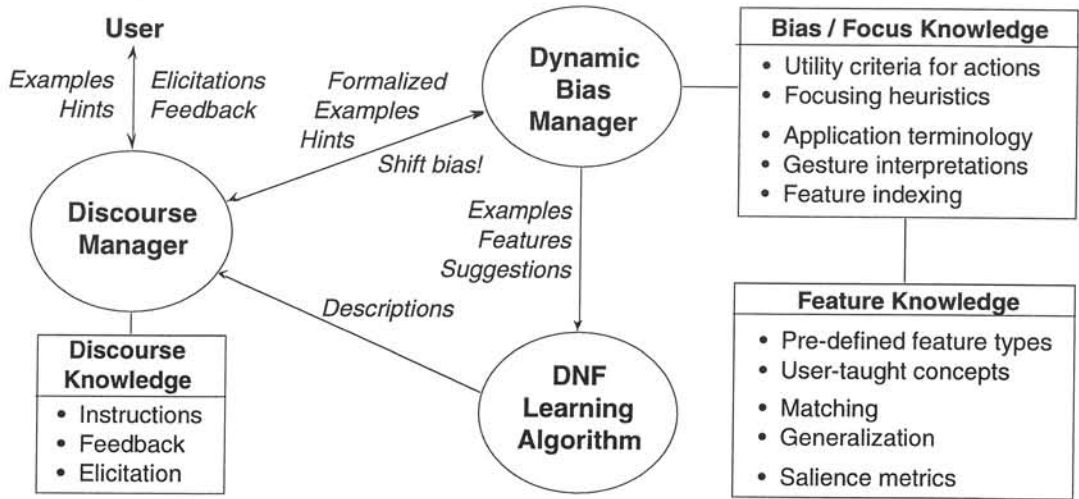 User
Examples
Hints
Elicitations
Feedback
Formalized
Examples
Hints
Shift bias!
Dynamic
Bias
Manager
Bias / Focus Knowledge
• Utility criteria for actions
• Focusing heuristics
• Application terminology
• Gesture interpretations
• Feature indexing
Discourse
Manager
Examples
Features
Suggestions
Descriptions
Discourse
Knowledge
• Instructions
• Feedback
• Elicitation
DNF
Learning
Algorithm
Feature Knowledge
• Pre-defined feature types
• User-taught concepts
• Matching
• Generalization
• Salience metrics